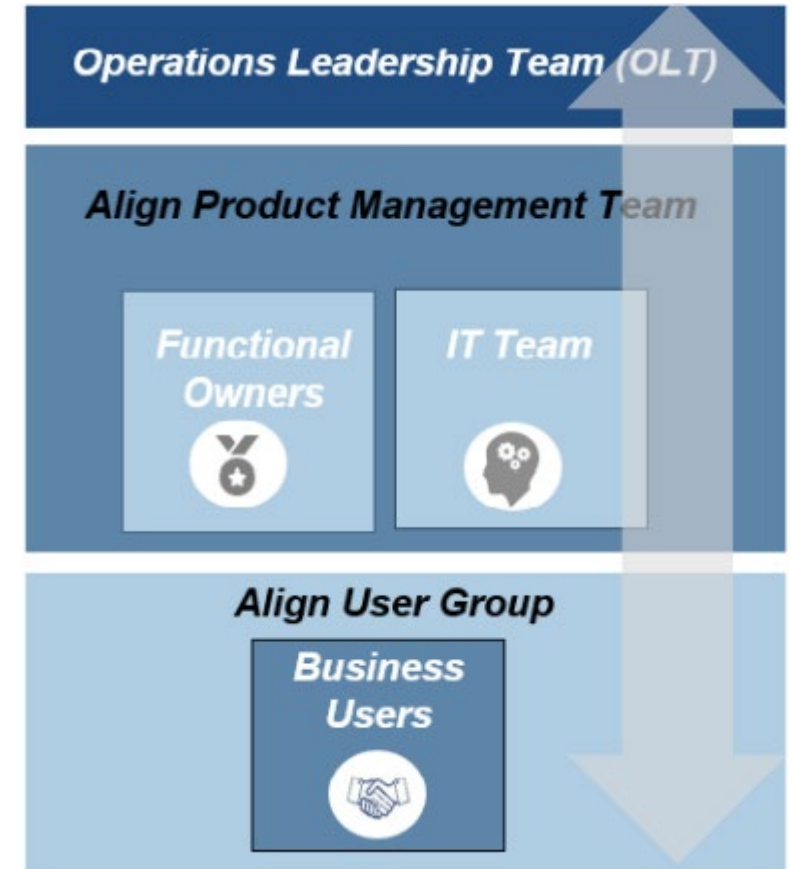 Operations Leadership Team (OLT)
Align Product Management Team
Functional
Owners
IT Team
Align User Group
Business
Users